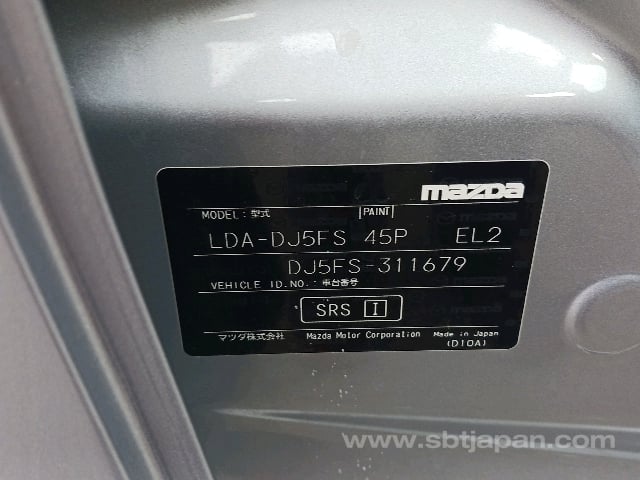 mazda
MODEL: 型式 PAINT
LDA-DJ5FS 45P EL2
DJ5FS-311679
VEHICLE ID.NO.: 車台番号
SRS I
マツダ株式会社 Mazda Motor Corporation Made in Japan
(D10A)
www.sbtjapan.com